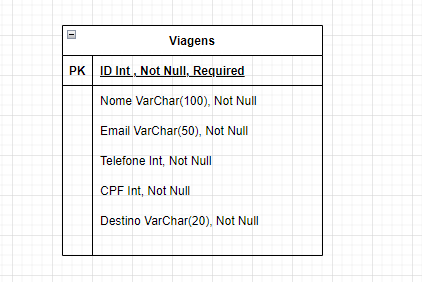 Viagens
PK ID Int , Not Null, Required
Nome VarChar(100), Not Null
Email VarChar(50), Not Null
Telefone Int, Not Null
CPF Int, Not Null
Destino VarChar(20), Not Null